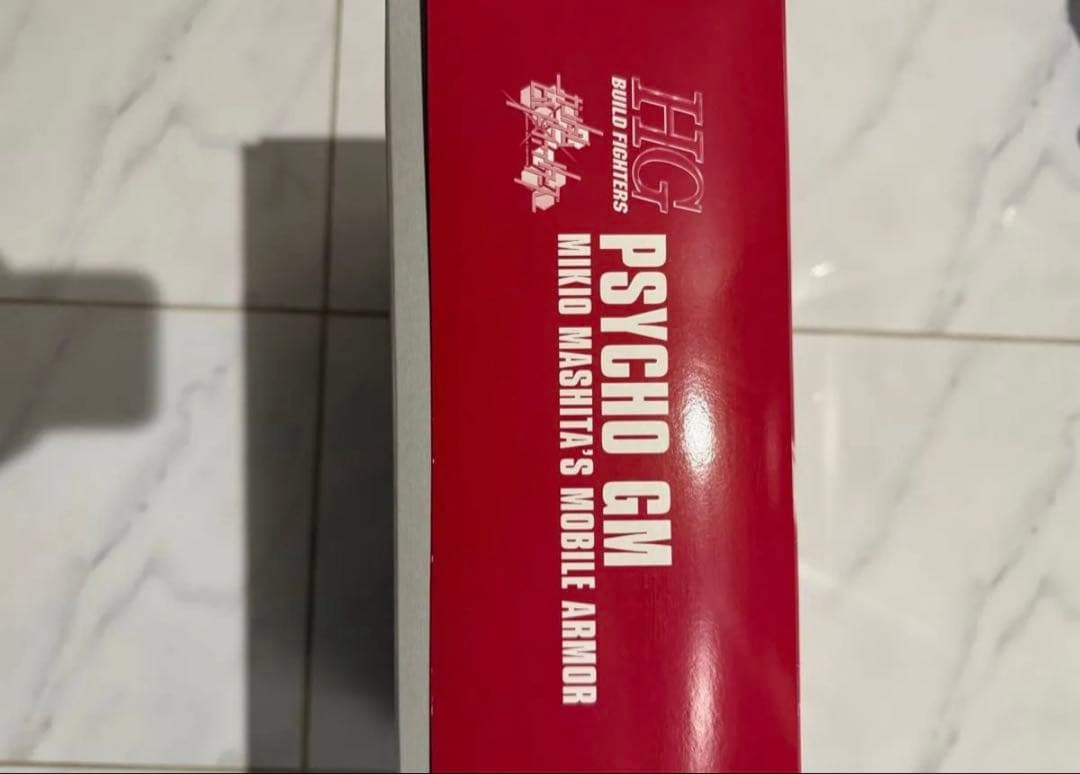 HG
BUILD FIGHTERS
PSYCHO GM
MIKIO MASHITA'S MOBILE ARMOR